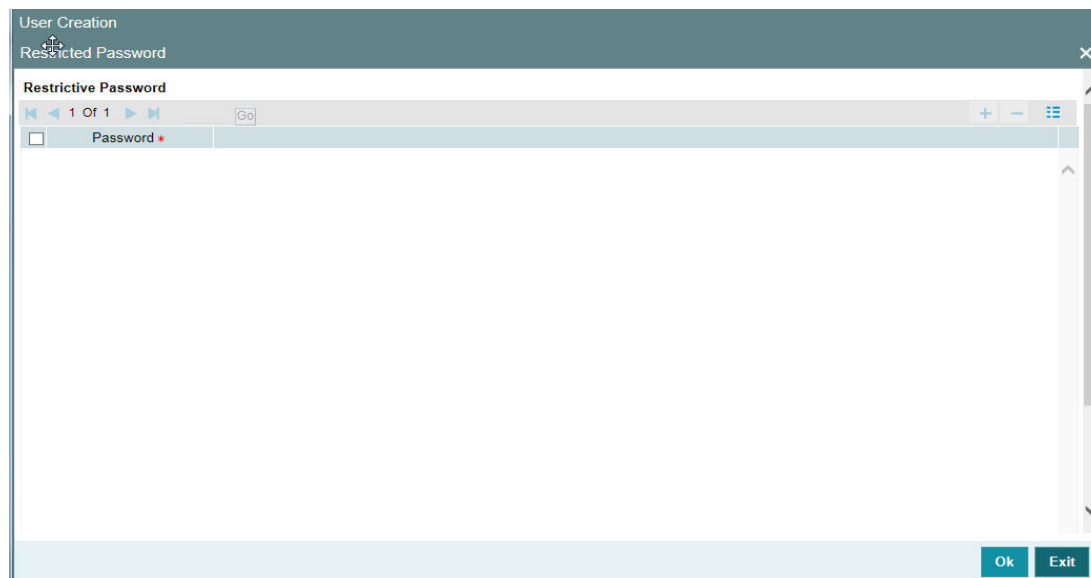 User Creation
Restricted Password
Restrictive Password
1 Of 1 Go
Password *
Ok Exit